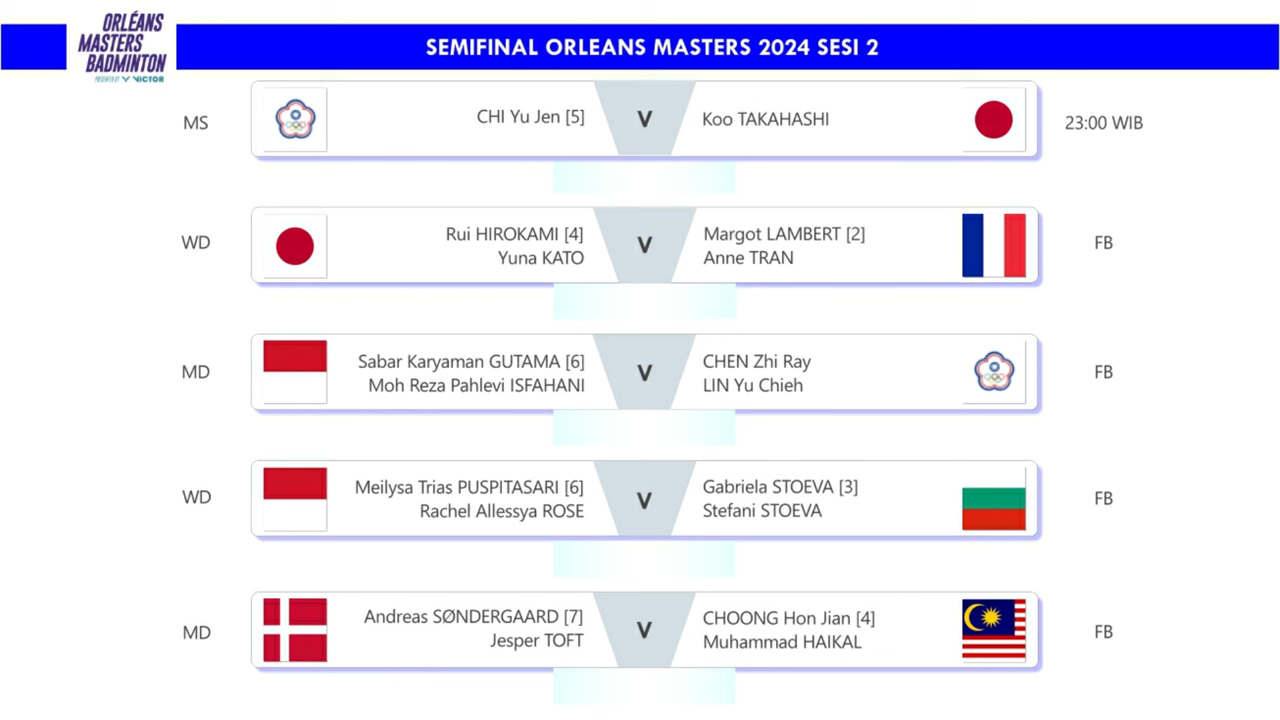 ORLÉANS
MASTERS
BADMINTON
PRESENTED BY VICTOR
SEMIFINAL ORLEANS MASTERS 2024 SESI 2
MS
CHI Yu Jen [5]
V
Koo TAKAHASHI
23:00 WIB
WD
Rui HIROKAMI [4]
Yuna KATO
V
Margot LAMBERT [2]
Anne TRAN
FB
MD
Sabar Karyaman GUTAMA [6]
Moh Reza Pahlevi ISFAHANI
V
CHEN Zhi Ray
LIN Yu Chieh
FB
WD
Meilysa Trias PUSPITASARI [6]
Rachel Allessya ROSE
V
Gabriela STOEVA [3]
Stefani STOEVA
FB
MD
Andreas SØNDERGAARD [7]
Jesper TOFT
V
CHOONG Hon Jian [4]
Muhammad HAIKAL
FB